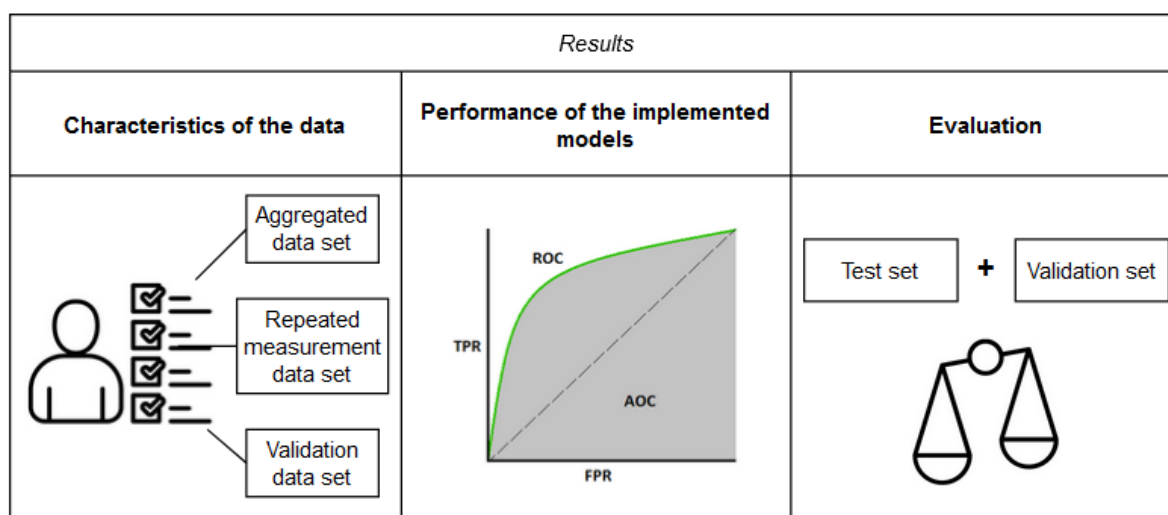 Results
Characteristics of the data
Performance of the implemented
models
Evaluation
Aggregated
data set
Repeated
measurement
data set
Validation
data set
ROC
TPR
AOC
FPR
Test set
+
Validation set